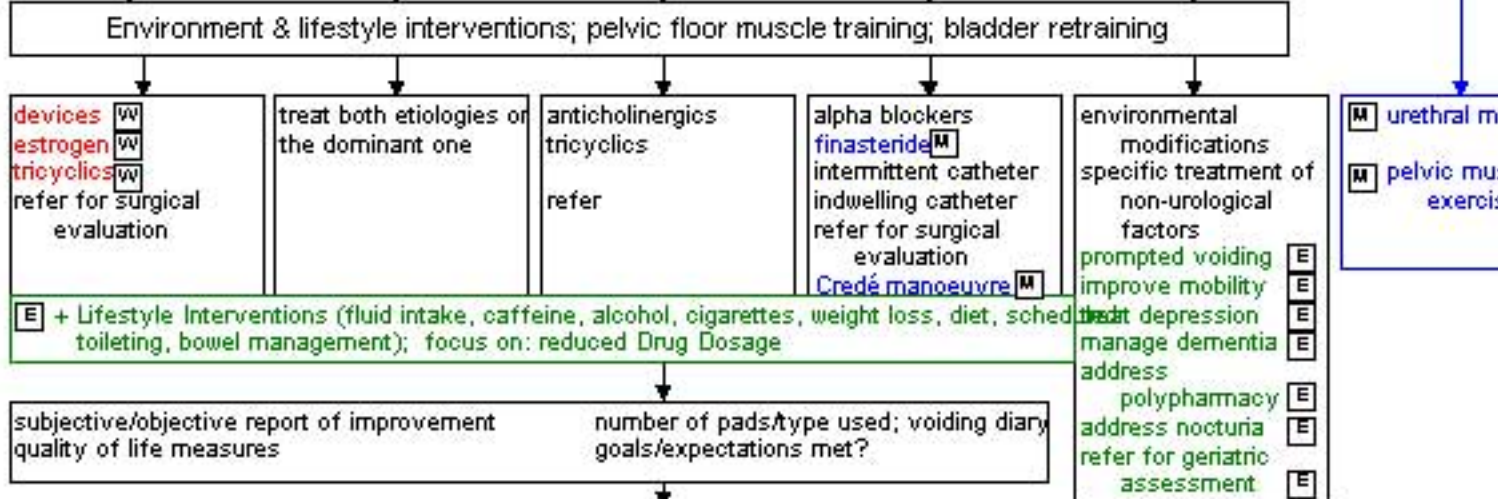 Environment & lifestyle interventions; pelvic floor muscle training; bladder retraining
devices W
estrogen W
tricyclics W
refer for surgical
evaluation
treat both etiologies or
the dominant one
anticholinergics
tricyclics
refer
alpha blockers
finasteride M
intermittent catheter
indwelling catheter
refer for surgical
evaluation
Credé manoeuvre M
environmental
modifications
specific treatment of
non-urological
factors
prompted voiding E
improve mobility E
treat depression E
manage dementia E
address
polypharmacy E
address nocturia E
refer for geriatric
assessment E
M urethral
M pelvic
E + Lifestyle Interventions (fluid intake, caffeine, alcohol, cigarettes, weight loss, diet,
toileting, bowel management); focus on: reduced Drug Dosage
subjective/objective report of improvement
quality of life measures
number of pads/type used; voiding diary
goals/expectations met?